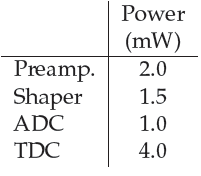 Power
(mW)
Preamp. 2.0
Shaper 1.5
ADC 1.0
TDC 4.0